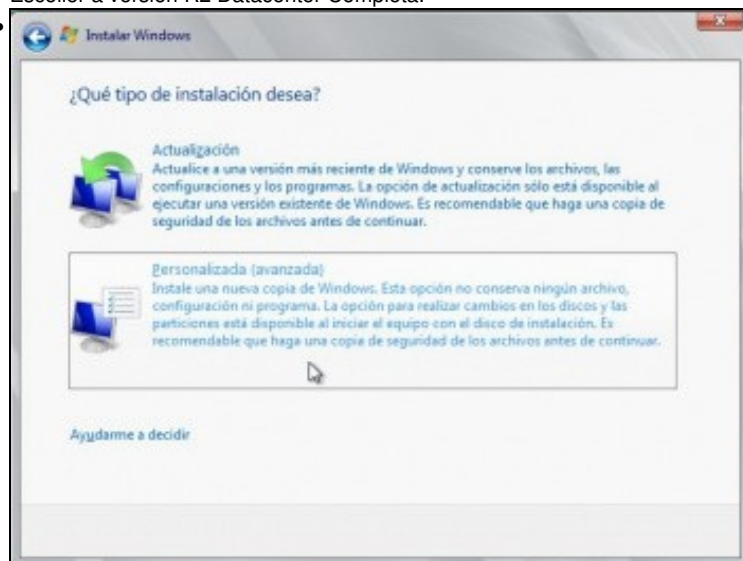 Escoller a versión R2 Datacenter Completa.
Instalar Windows
¿Qué tipo de instalación desea?
Actualización
Actualice a una versión más reciente de Windows y conserve los archivos, las
configuraciones y los programas. La opción de actualización sólo está disponible al
ejecutar una versión existente de Windows. Es recomendable que haga una copia de
seguridad de los archivos antes de continuar.
Personalizada (avanzada)
Instale una nueva copia de Windows. Esta opción no conserva ningún archivo,
configuración ni programa. La opción para realizar cambios en los discos y las
particiones está disponible al iniciar el equipo con el disco de instalación. Es
recomendable que haga una copia de seguridad de los archivos antes de continuar.
Ayudarme a decidir